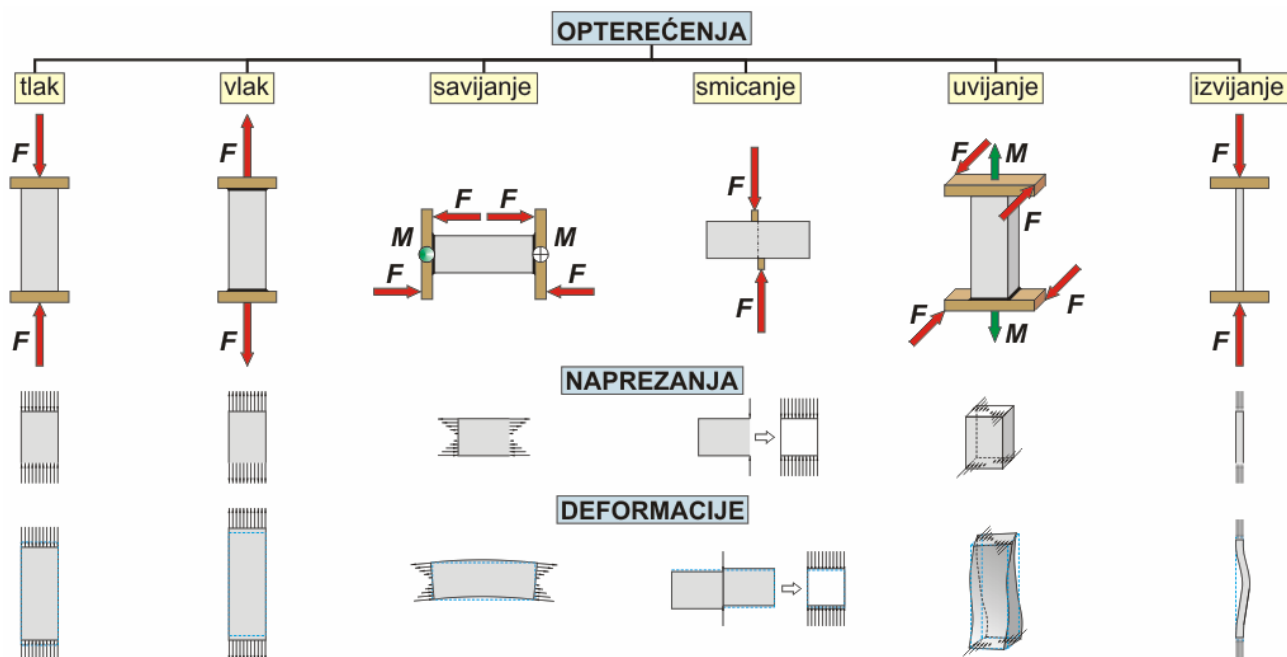 OPTEREĆENJA
tlak vlak savijanje smicanje uvijanje izvijanje
F F F F F F M F
F
M M
F F
F F F F F M F F
NAPREZANJA
DEFORMACIJE